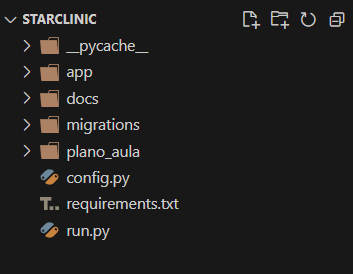 STARCLINIC
__pycache__
app
docs
migrations
plano_aula
config.py
requirements.txt
run.py